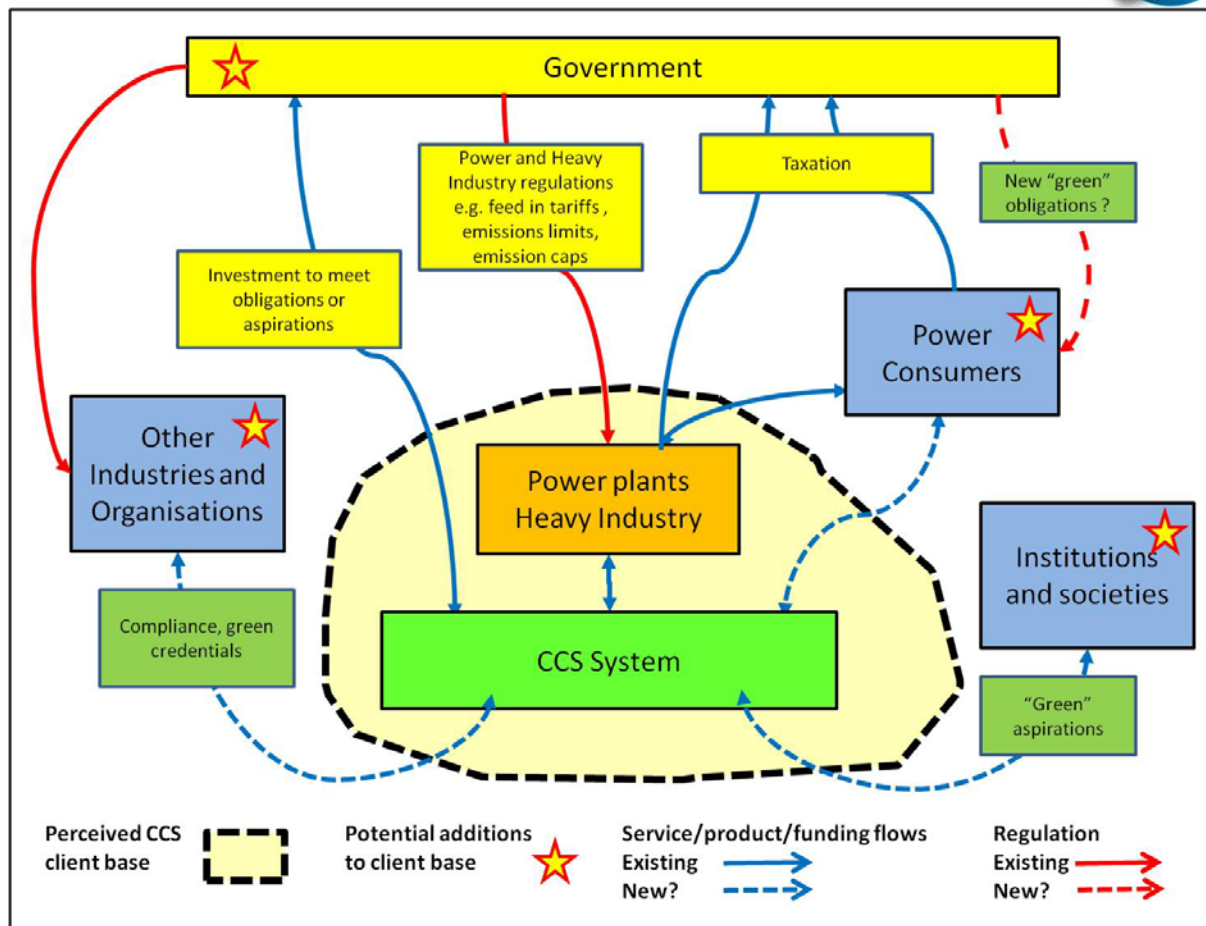 Government
Power and Heavy
Industry regulations
e.g. feed in tariffs ,
emissions limits,
emission caps
Taxation
New “green”
obligations ?
Investment to meet
obligations or
aspirations
Power
Consumers
Other
Industries and
Organisations
Power plants
Heavy Industry
Institutions
and societies
Compliance, green
credentials
CCS System
“Green”
aspirations
Perceived CCS
client base
Potential additions
to client base
Service/product/funding flows
Existing
New?
Regulation
Existing
New?